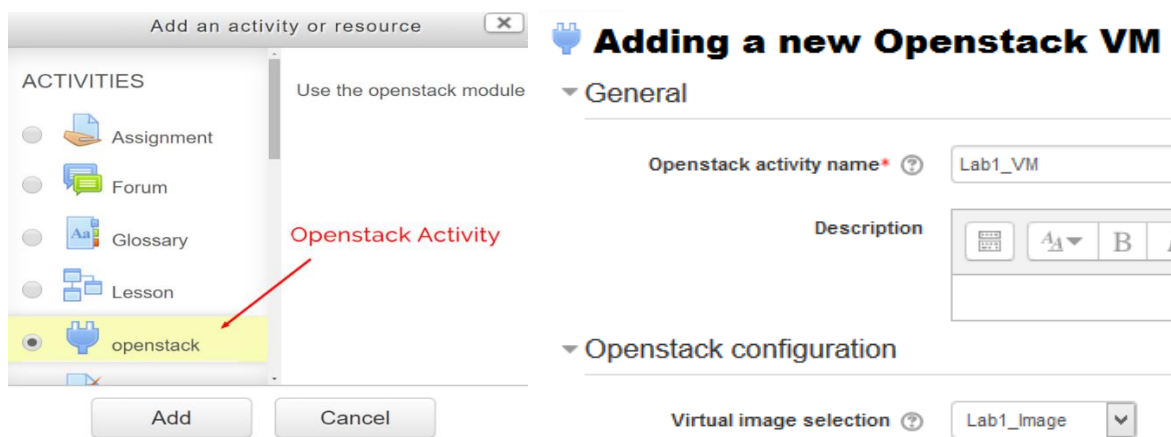 Add an activity or resource
ACTIVITIES
Use the openstack module
Assignment
Forum
Aa
Glossary
Openstack Activity
Lesson
openstack
Add
Cancel
Adding a new Openstack VM
General
Openstack activity name*
Lab1_VM
Description
B
Openstack configuration
Virtual image selection
Lab1_Image